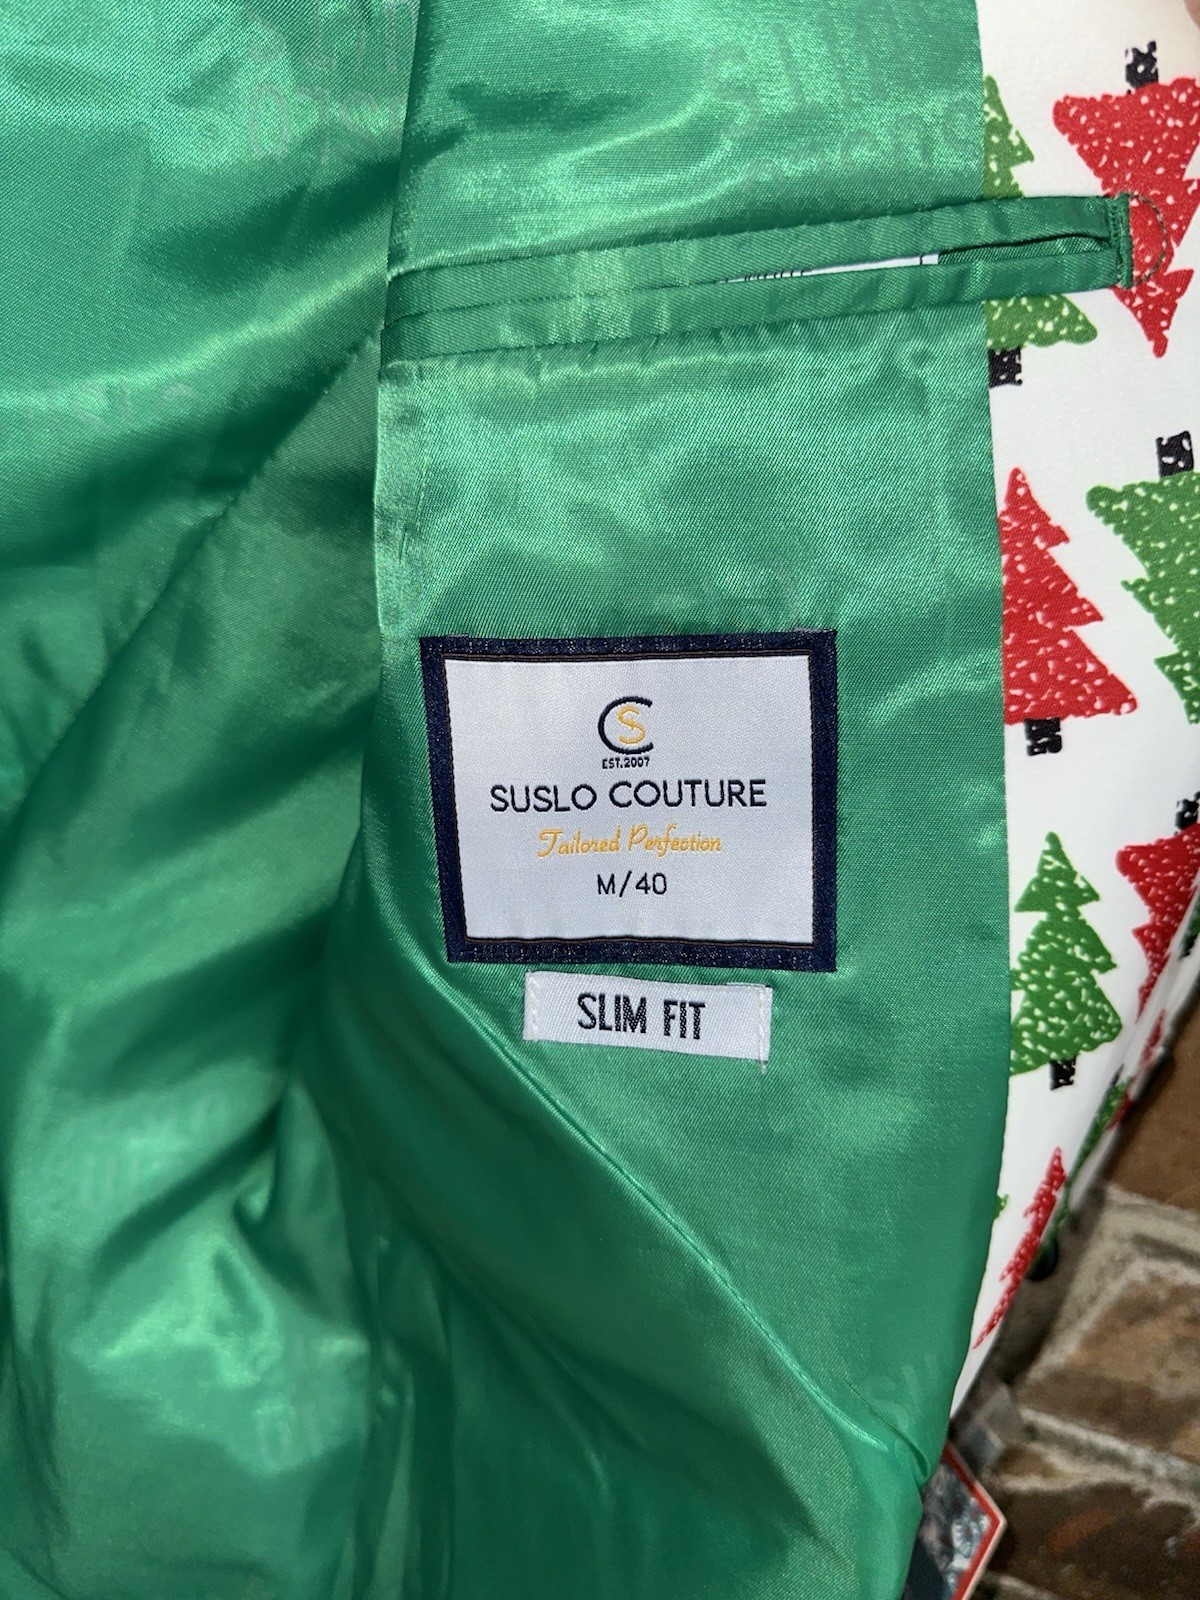 CS
EST.2007
SUSLO COUTURE
Tailored Perfection
M/40
SLIM FIT